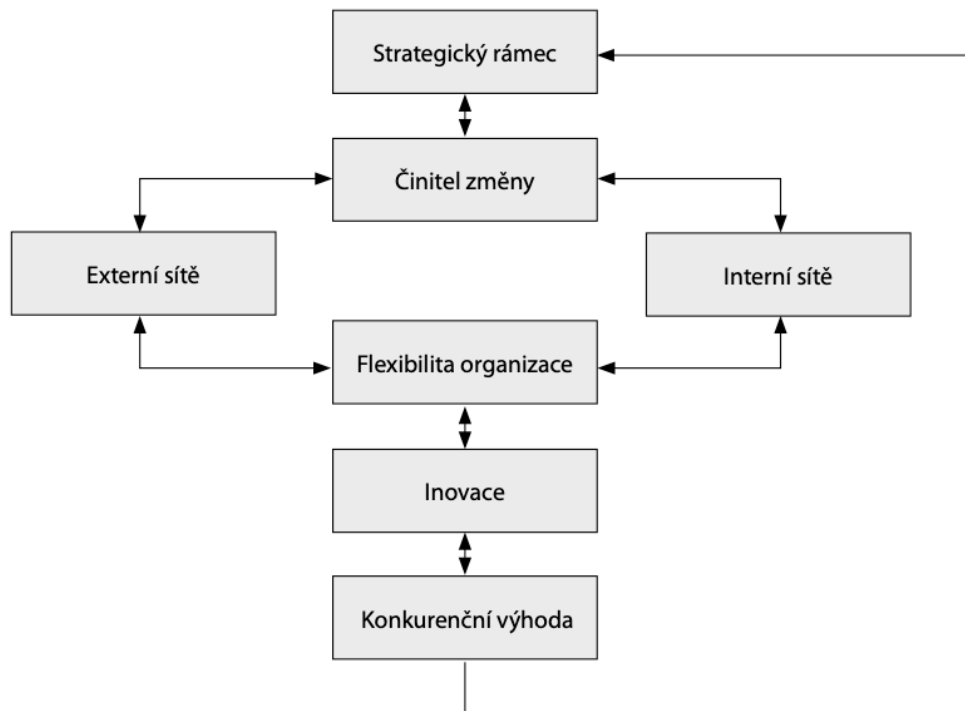 Strategický rámec
Činitel změny
Externí sítě
Interní sítě
Flexibilita organizace
Inovace
Konkurenční výhoda